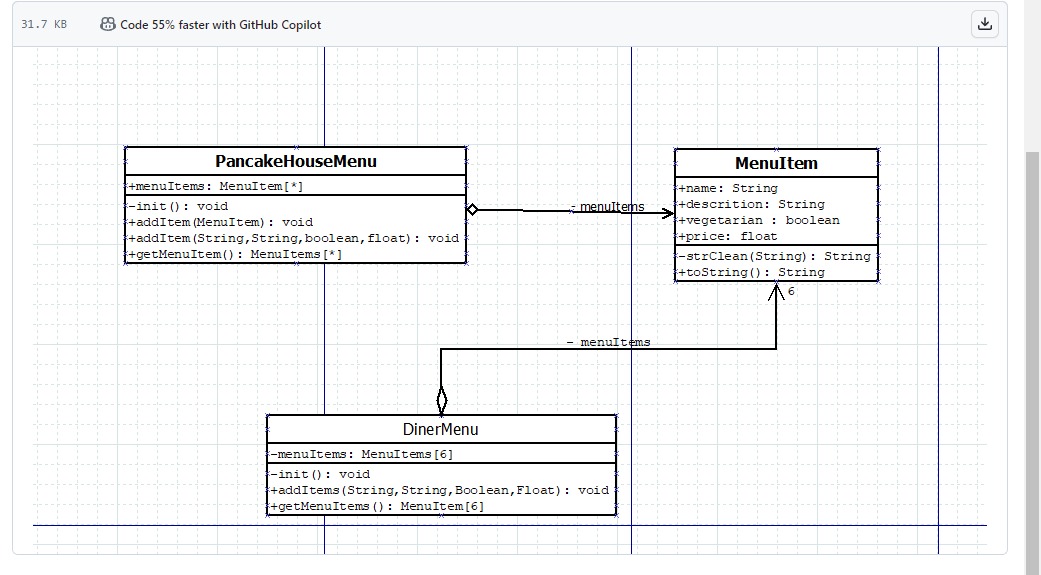 31.7 KB Code 55% faster with GitHub Copilot
PancakeHouseMenu
+menuItems: MenuItem[*]
-init(): void
+addItem(MenuItem): void
+addItem(String,String,boolean,float): void
+getMenuItem(): MenuItems[*]
- menuItems
MenuItem
+name: String
+descrition: String
+vegetarian : boolean
+price: float
-strClean(String): String
+toString(): String
6
- menuItems
DinerMenu
-menuItems: MenuItems[6]
-init(): void
+addItems(String,String,Boolean,Float): void
+getMenuItems(): MenuItem[6]